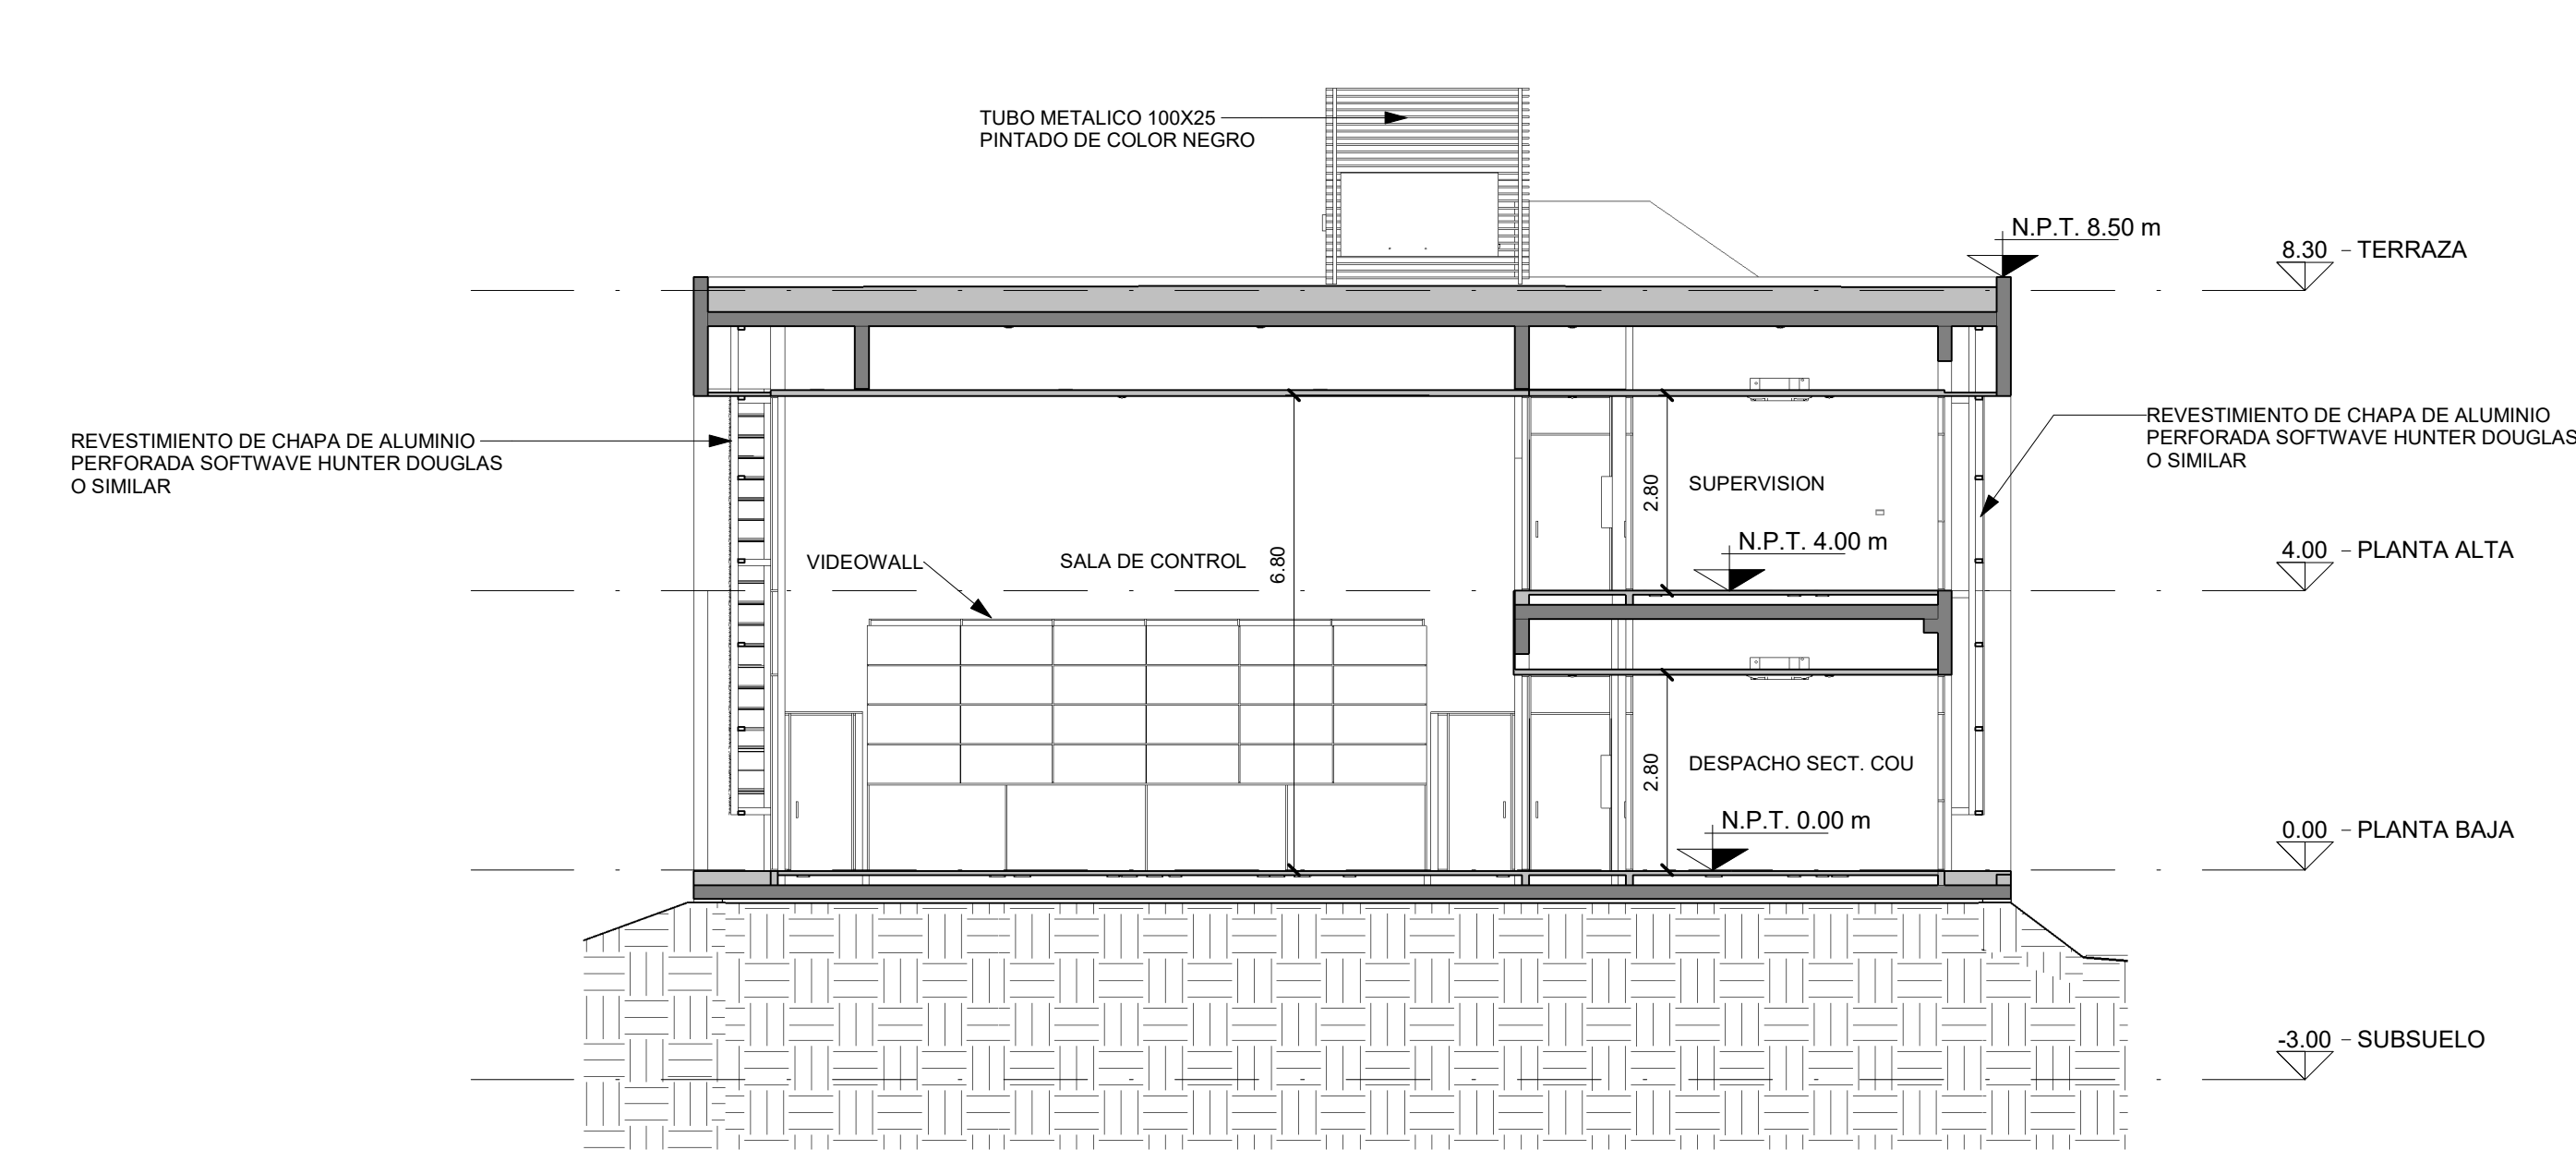 TUBO METALICO 100X25
PINTADO DE COLOR NEGRO
N.P.T. 8.50 m
8.30 - TERRAZA
REVESTIMIENTO DE CHAPA DE ALUMINIO
PERFORADA SOFTWAVE HUNTER DOUGLAS
O SIMILAR
REVESTIMIENTO DE CHAPA DE ALUMINIO
PERFORADA SOFTWAVE HUNTER DOUGLAS
O SIMILAR
2.80
SUPERVISION
N.P.T. 4.00 m
4.00 - PLANTA ALTA
VIDEOWALL
SALA DE CONTROL
6.80
2.80
DESPACHO SECT. COU
N.P.T. 0.00 m
0.00 - PLANTA BAJA
-3.00 - SUBSUELO